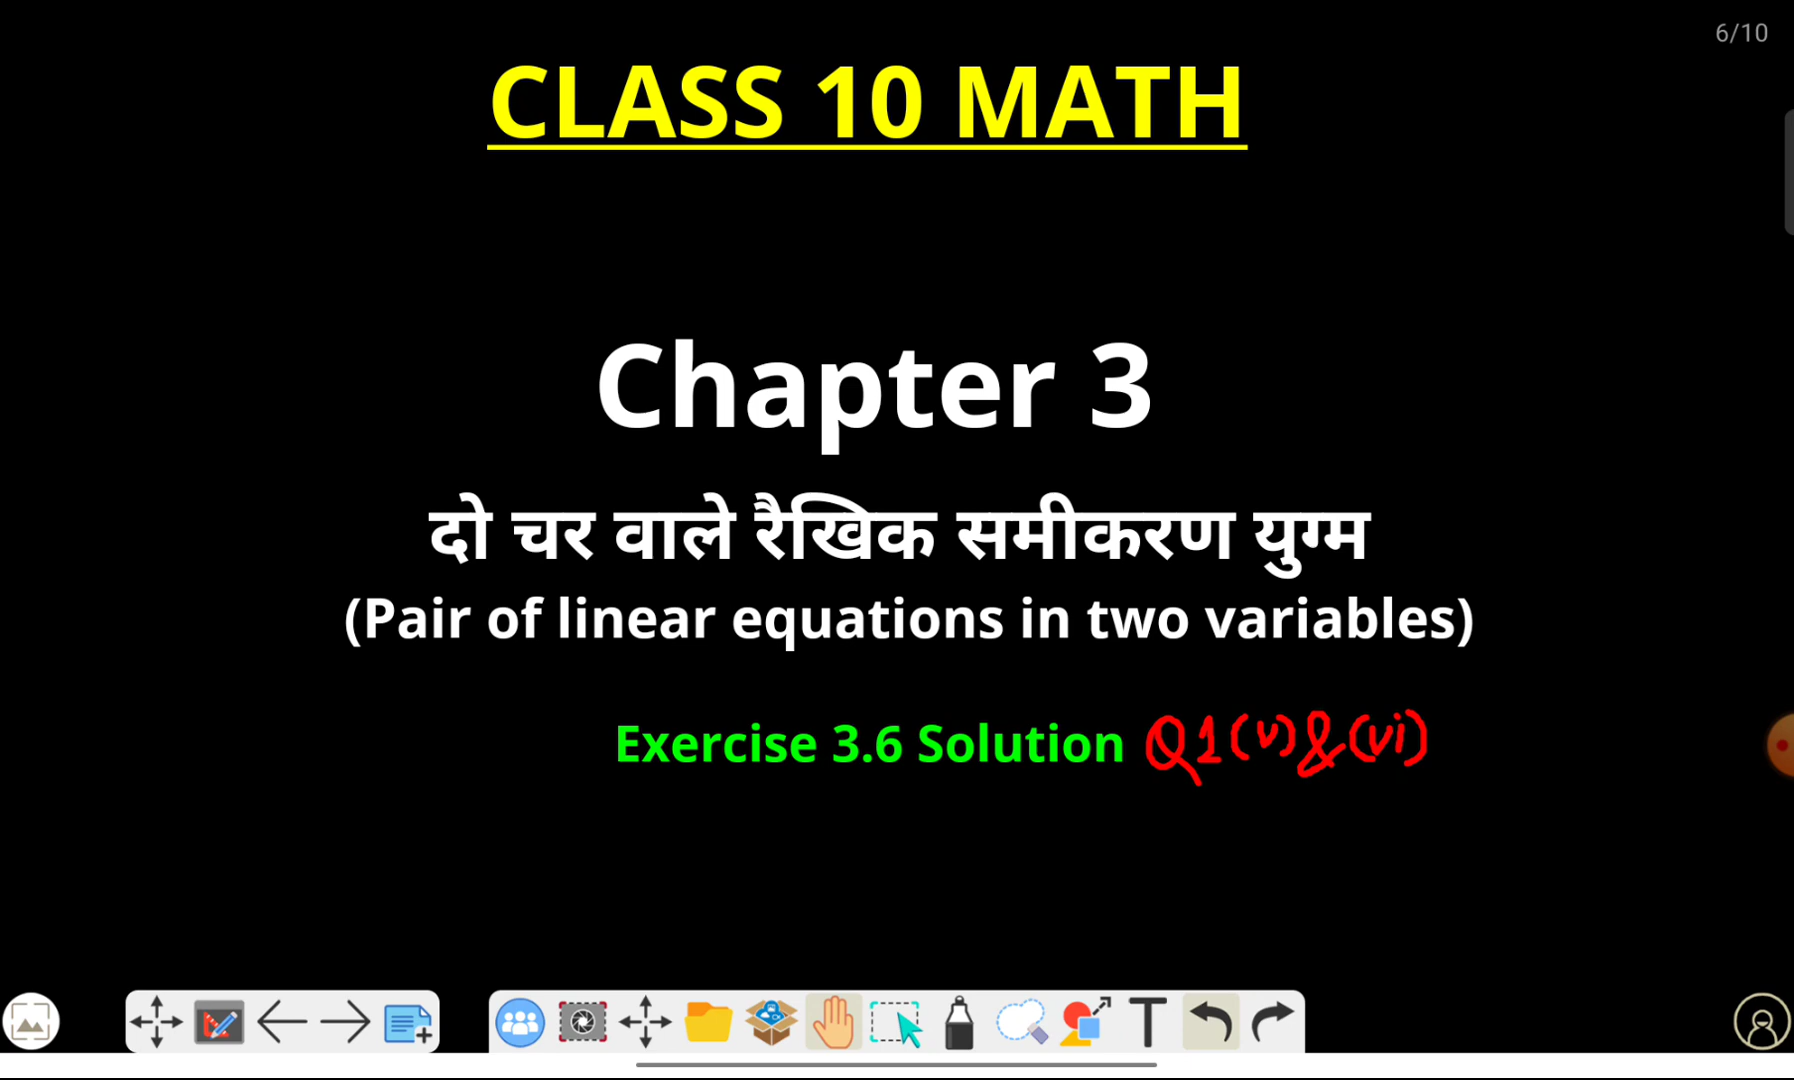 6/10
CLASS 10 MATH
Chapter 3
दो चर वाले रैखिक समीकरण युग्म
(Pair of linear equations in two variables)
Exercise 3.6 Solution Q1(v)&(vi)